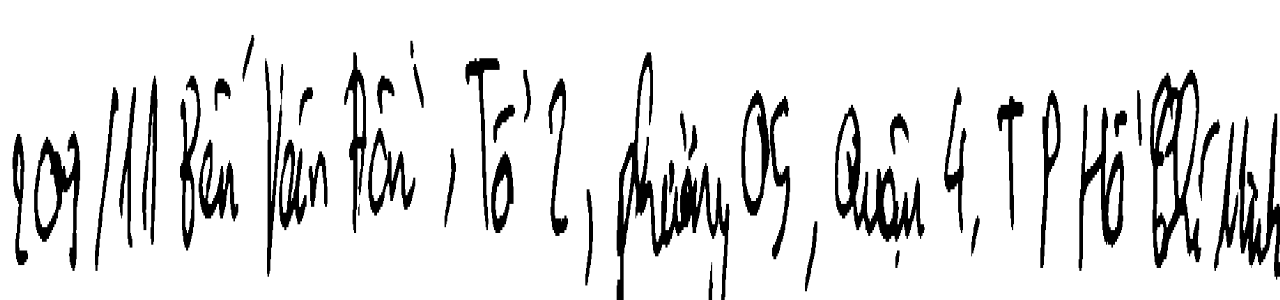 209/11 Bến Vân Đồn, Tổ 2, phường 05, Quận 4, TP Hồ Chí Minh